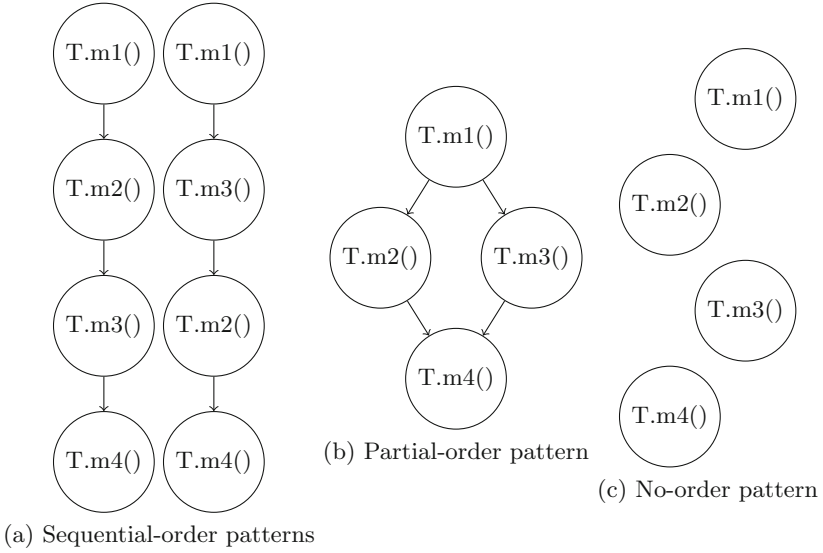 T.m1()
T.m2()
T.m3()
T.m4()
T.m1()
T.m3()
T.m2()
T.m4()
(a) Sequential-order patterns
T.m1()
T.m2()
T.m3()
T.m4()
(b) Partial-order pattern
T.m1()
T.m2()
T.m3()
T.m4()
(c) No-order pattern